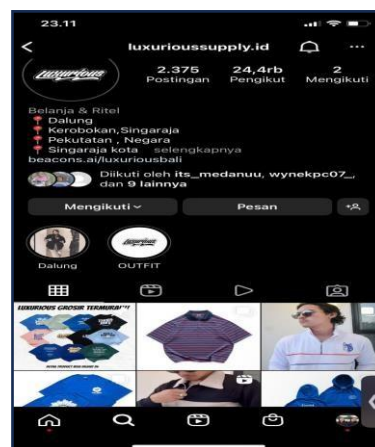 23.11
luxurioussupply.id
Luxurious
2.375
Postingan
24,4rb
Pengikut
2
Mengikuti
Belanja & Ritel
Dalung
Kerobokan,Singaraja
Pekutatan , Negara
Singaraja kota selengkapnya
beacons.ai/luxuriousbali
Diikuti oleh its_medanuu, wynekpc07_,
dan 9 lainnya
Mengikuti
Pesan
Dalung
OUTFIT
LUXURIOUS GROSIR TERMURAH